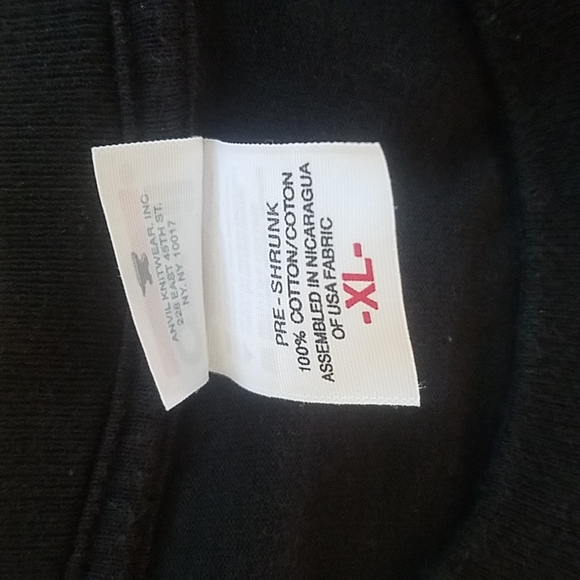 ANVIL KNITWEAR, INC.
228 EAST 45TH ST.
NY, NY 10017
PRE-SHRUNK
100% COTTON/COTON
ASSEMBLED IN NICARAGUA
OF USA FABRIC
-XL-